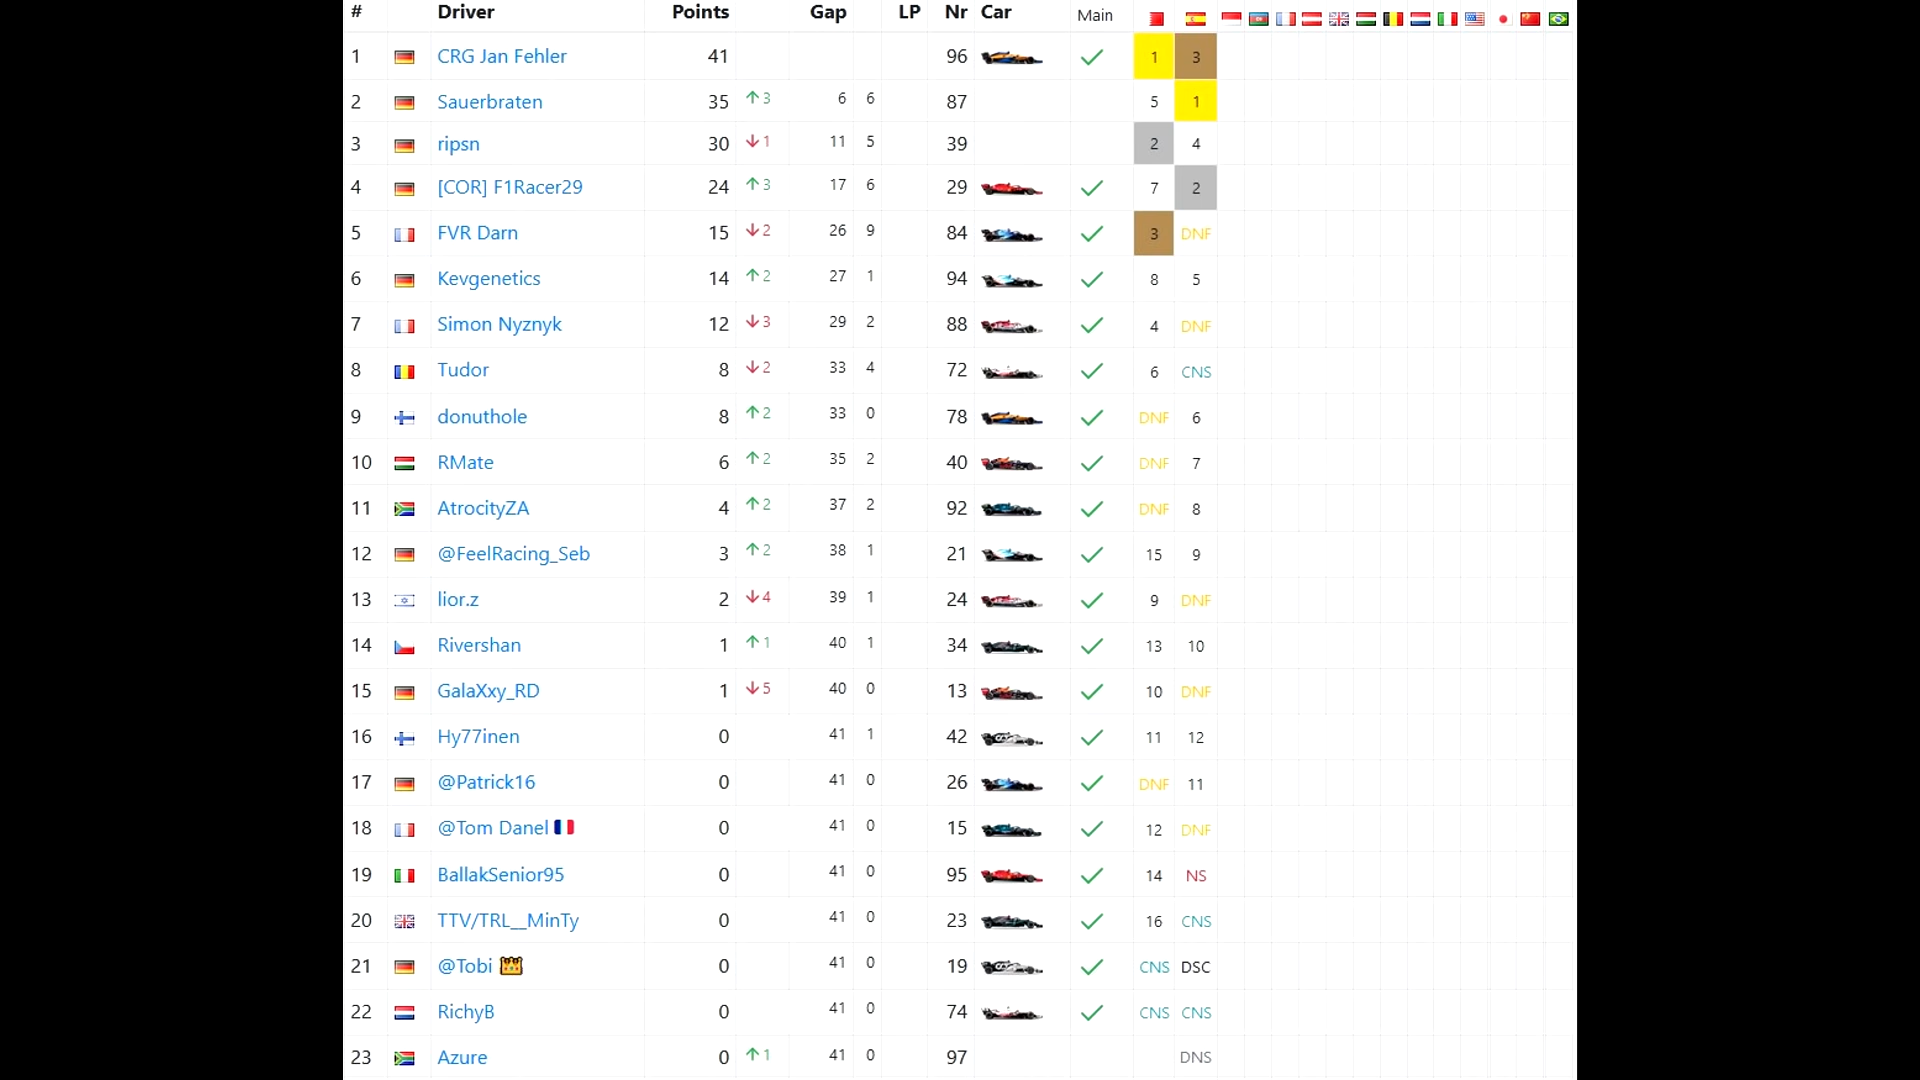 # Driver Points Gap LP Nr Car Main
1 CRG Jan Fehler 41 96 1 3
2 Sauerbraten 35 3 6 6 87 5 1
3 ripsn 30 1 11 5 39 2 4
4 [COR] F1Racer29 24 3 17 6 29 7 2
5 FVR Darn 15 2 26 9 84 3 DNF
6 Kevgenetics 14 2 27 1 94 8 5
7 Simon Nyznyk 12 3 29 2 88 4 DNF
8 Tudor 8 2 33 4 72 6 CNS
9 donuthole 8 2 33 0 78 DNF 6
10 RMate 6 2 35 2 40 DNF 7
11 AtrocityZA 4 2 37 2 92 DNF 8
12 @FeelRacing_Seb 3 2 38 1 21 15 9
13 lior.z 2 4 39 1 24 9 DNF
14 Rivershan 1 1 40 1 34 13 10
15 GalaXxy_RD 1 5 40 0 13 10 DNF
16 Hy77inen 0 41 1 42 11 12
17 @Patrick16 0 41 0 26 DNF 11
18 @Tom Danel 0 41 0 15 12 DNF
19 BallakSenior95 0 41 0 95 14 NS
20 TTV/TRL__MinTy 0 41 0 23 16 CNS
21 @Tobi 0 41 0 19 CNS DSC
22 RichyB 0 41 0 74 CNS CNS
23 Azure 0 1 41 0 97 DNS